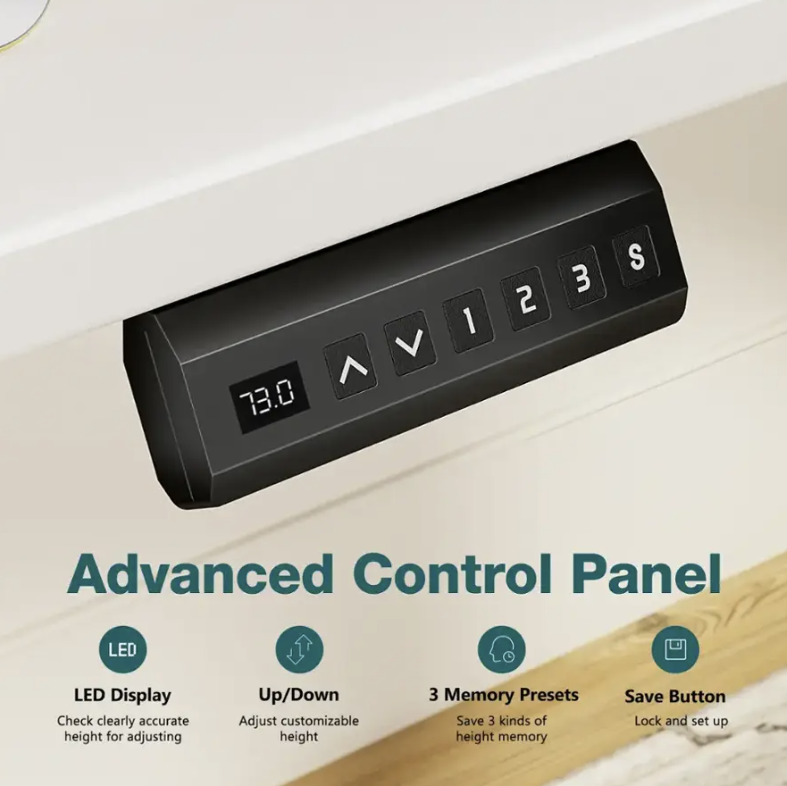 73.0
1
2
3
S
Advanced Control Panel
LED
LED Display
Check clearly accurate
height for adjusting
Up/Down
Adjust customizable
height
3 Memory Presets
Save 3 kinds of
height memory
Save Button
Lock and set up